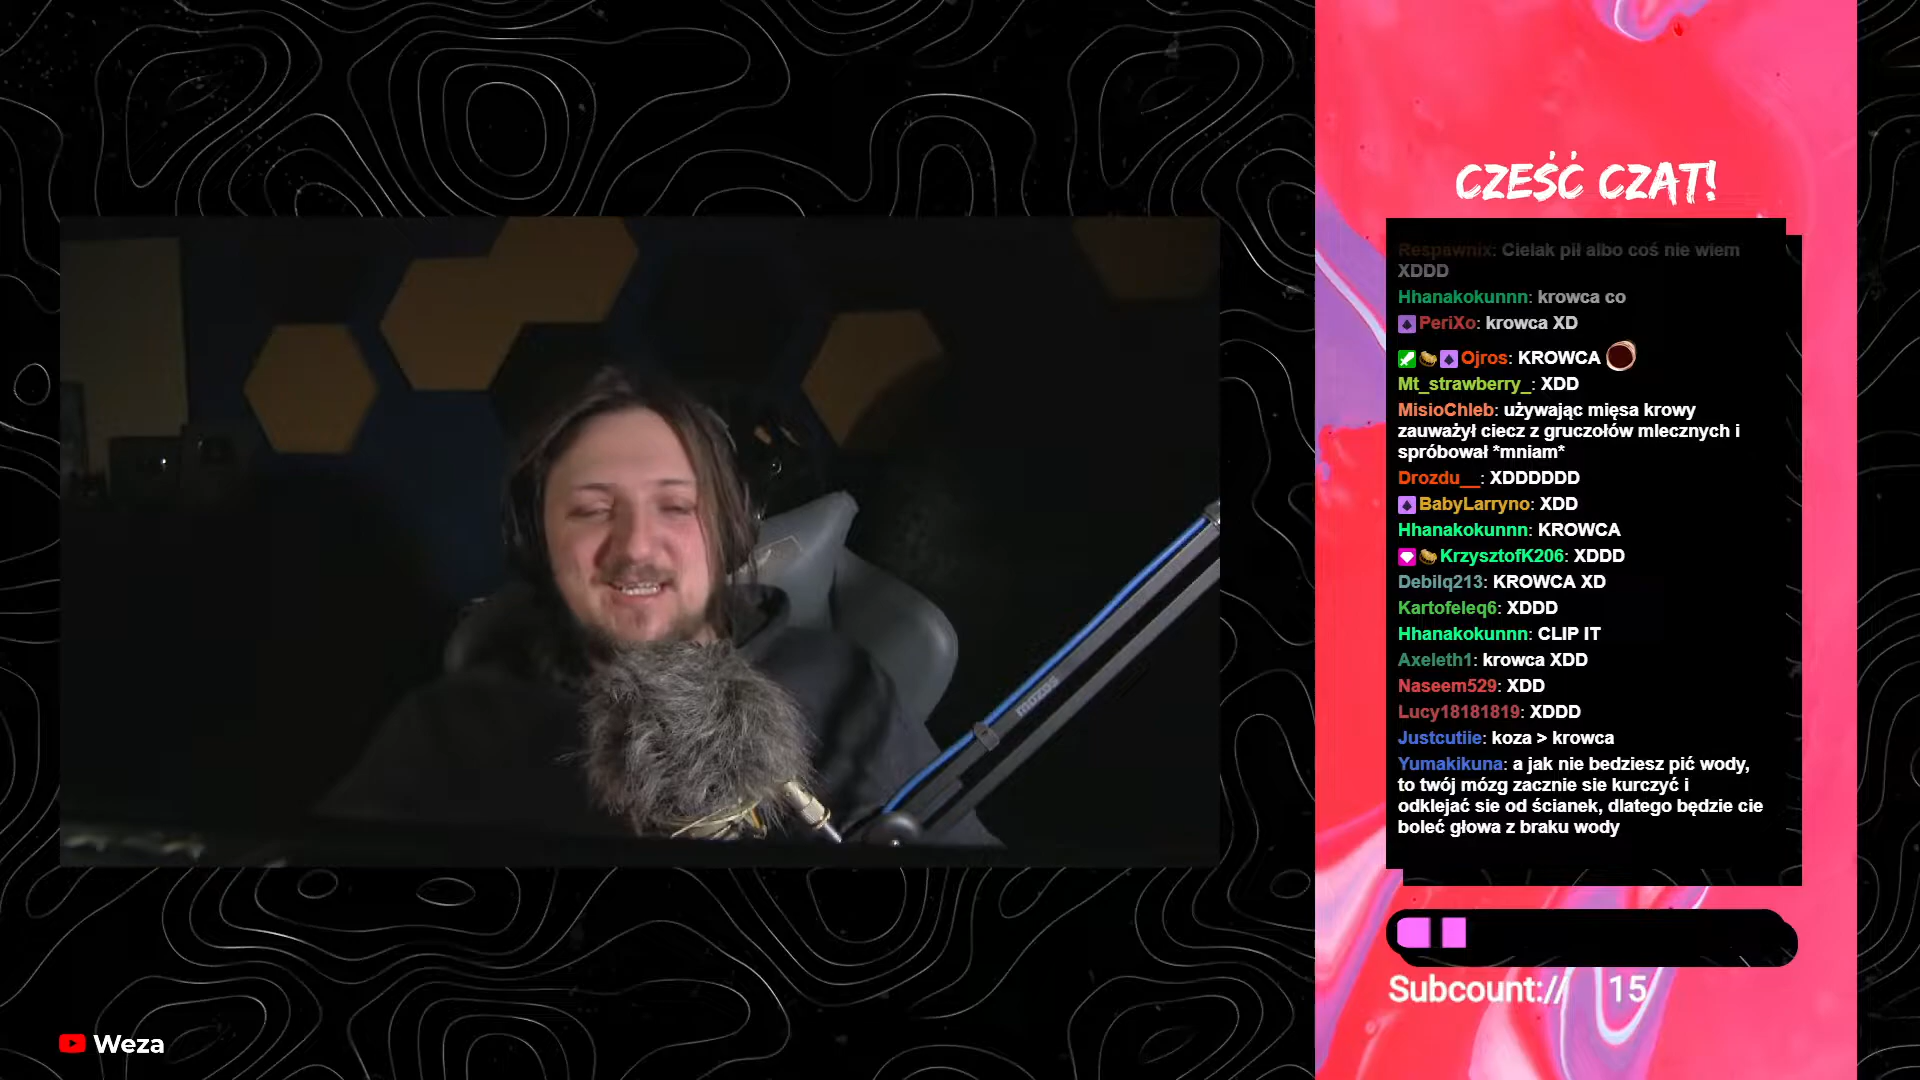 CZEŚĆ CZAT!
Respawnix: Cielak pił albo coś nie wiem
XDDD
Hhanakokunnn: krowca co
PeriXo: krowca XD
Ojros: KROWCA
Mt_strawberry_: XDD
MisioChleb: używając mięsa krowy
zauważył ciecz z gruczołów mlecznych i
spróbował *mniam*
Drozdu__: XDDDDDD
BabyLarryno: XDD
Hhanakokunnn: KROWCA
KrzysztofK206: XDDD
Debilq213: KROWCA XD
Kartofeleq6: XDDD
Hhanakokunnn: CLIP IT
Axeleth1: krowca XDD
Naseem529: XDD
Lucy18181819: XDDD
Justcutiie: koza > krowca
Yumakikuna: a jak nie bedziesz pić wody,
to twój mózg zacznie sie kurczyć i
odklejać sie od ścianek, dlatego będzie cie
boleć głowa z braku wody
mozos
Subcount:// 15
Weza